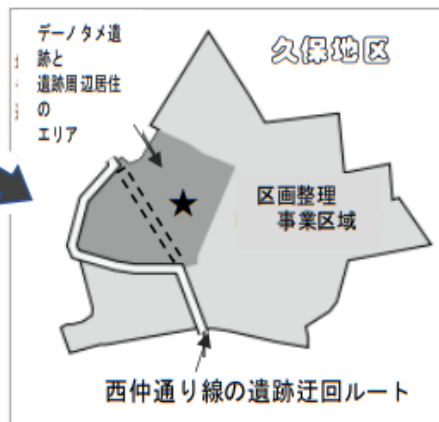 デーノタメ遺
跡と
遺跡周辺居住
の
エリア
久保地区
区画整理
事業区域
西仲通り線の遺跡迂回ルート